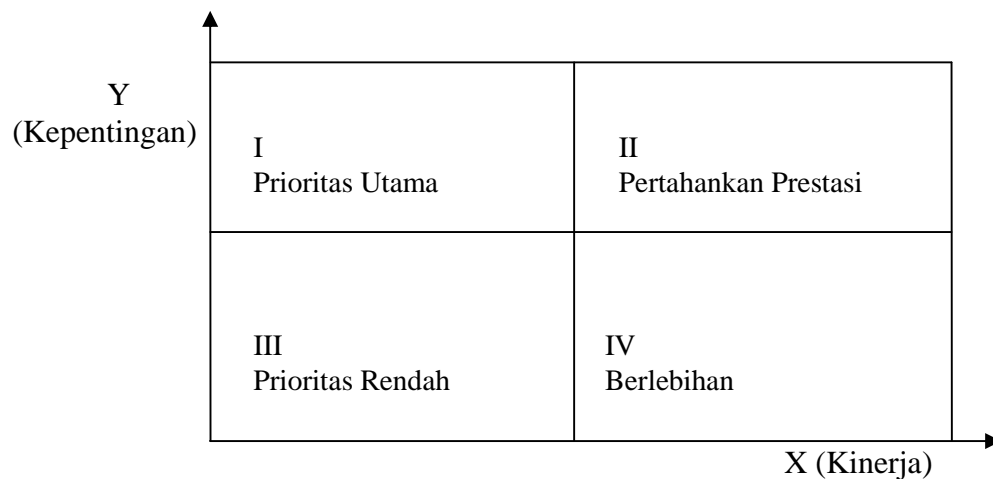 Y
(Kepentingan)
I
Prioritas Utama
II
Pertahankan Prestasi
III
Prioritas Rendah
IV
Berlebihan
X (Kinerja)